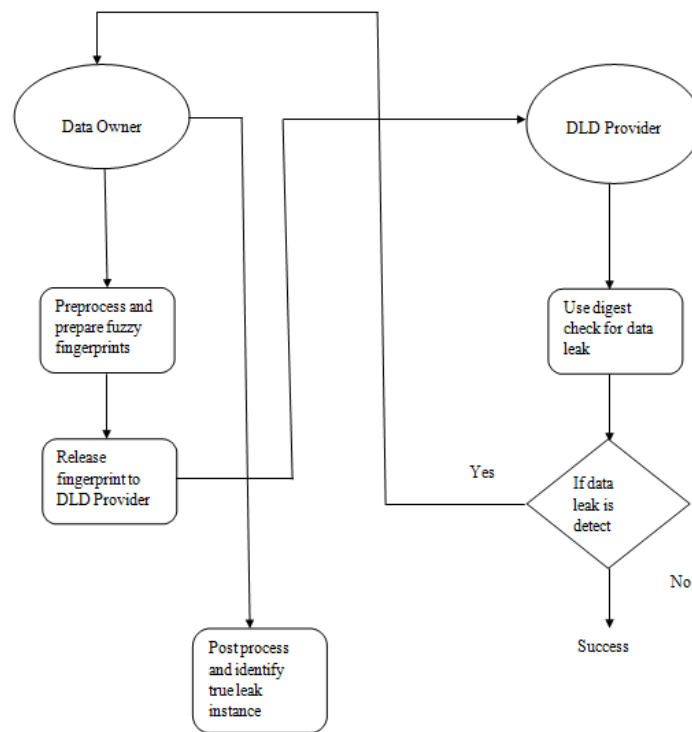 Data Owner
DLD Provider
Preprocess and
prepare fuzzy
fingerprints
Use digest
check for data
leak
Release
fingerprint to
DLD Provider
Yes
If data
leak is
detect
No
Success
Post process
and identify
true leak
instance